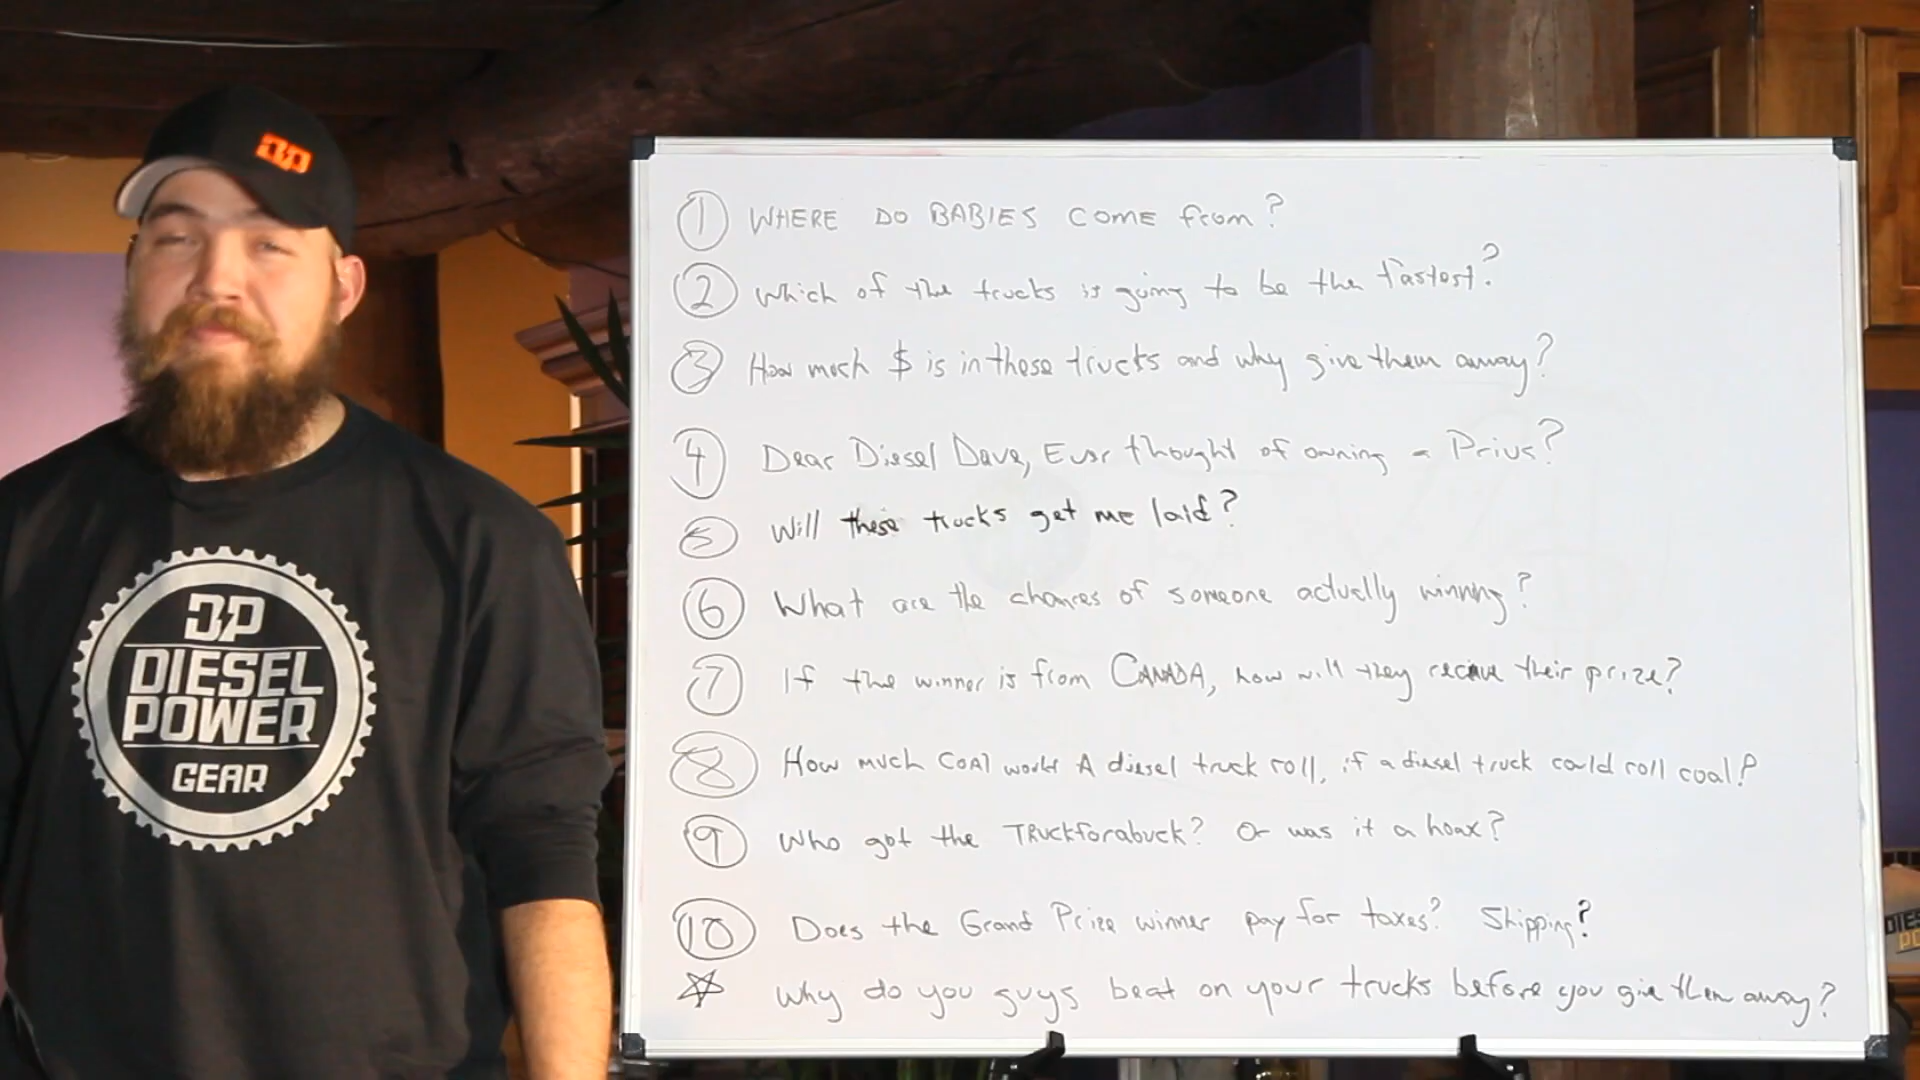 3P
3P
DIESEL
POWER
GEAR
① WHERE DO BABIES COME from?
② Which of the trucks is going to be the fastest?
③ How much $ is in these trucks and why give them away?
④ Dear Diesel Dave, Ever thought of owning a Prius?
⑤ Will these trucks get me laid?
⑥ What are the chances of someone actually winning?
⑦ If the winner is from CANADA, how will they recieve their prize?
⑧ How much COAl would A diesel truck roll, if a diesel truck could roll coal?
⑨ Who got the TRUCKforabuck? Or was it a hoax?
⑩ Does the Grand Prize winner pay for taxes? Shipping?
☆ Why do you guys beat on your trucks before you give them away?
DIES
PO